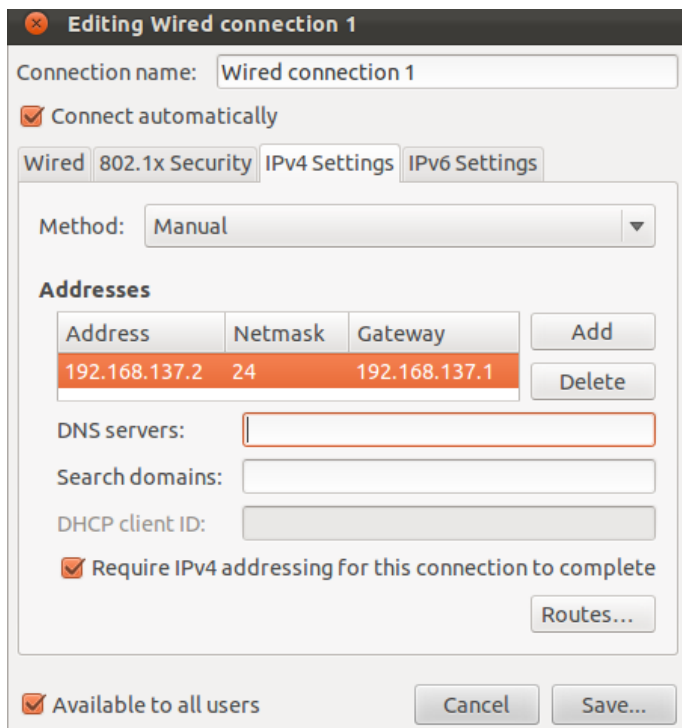 Editing Wired connection 1
Connection name: Wired connection 1
Connect automatically
Wired 802.1x Security IPv4 Settings IPv6 Settings
Method: Manual
Addresses
Address Netmask Gateway Add
192.168.137.2 24 192.168.137.1 Delete
DNS servers:
Search domains:
DHCP client ID:
Require IPv4 addressing for this connection to complete
Routes...
Available to all users Cancel Save...